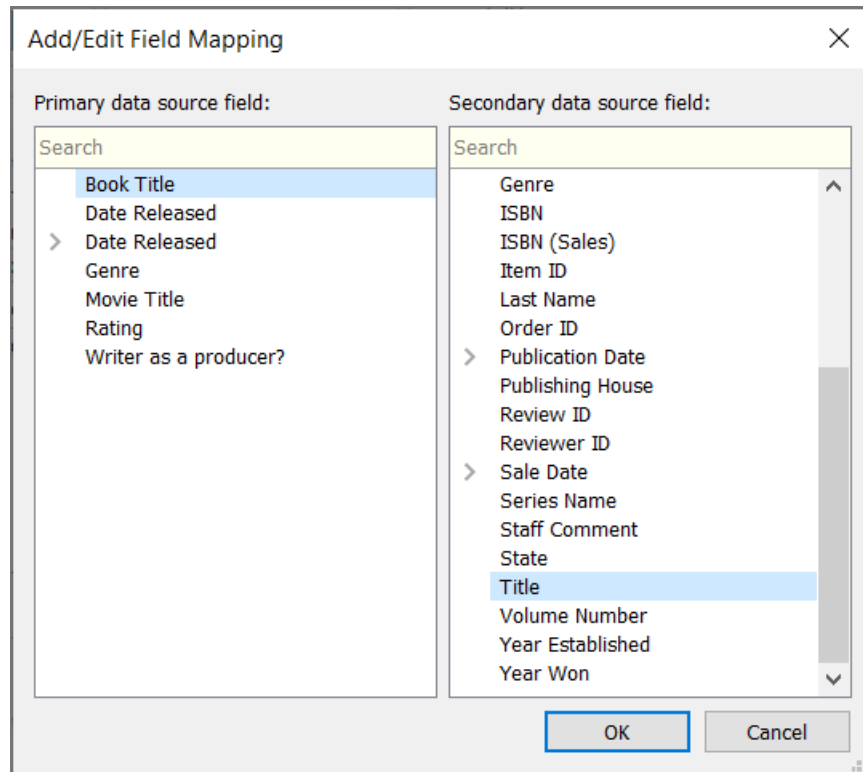 Add/Edit Field Mapping
Primary data source field:
Search
Book Title
Date Released
Date Released
Genre
Movie Title
Rating
Writer as a producer?
Secondary data source field:
Search
Genre
ISBN
ISBN (Sales)
Item ID
Last Name
Order ID
Publication Date
Publishing House
Review ID
Reviewer ID
Sale Date
Series Name
Staff Comment
State
Title
Volume Number
Year Established
Year Won
OK
Cancel